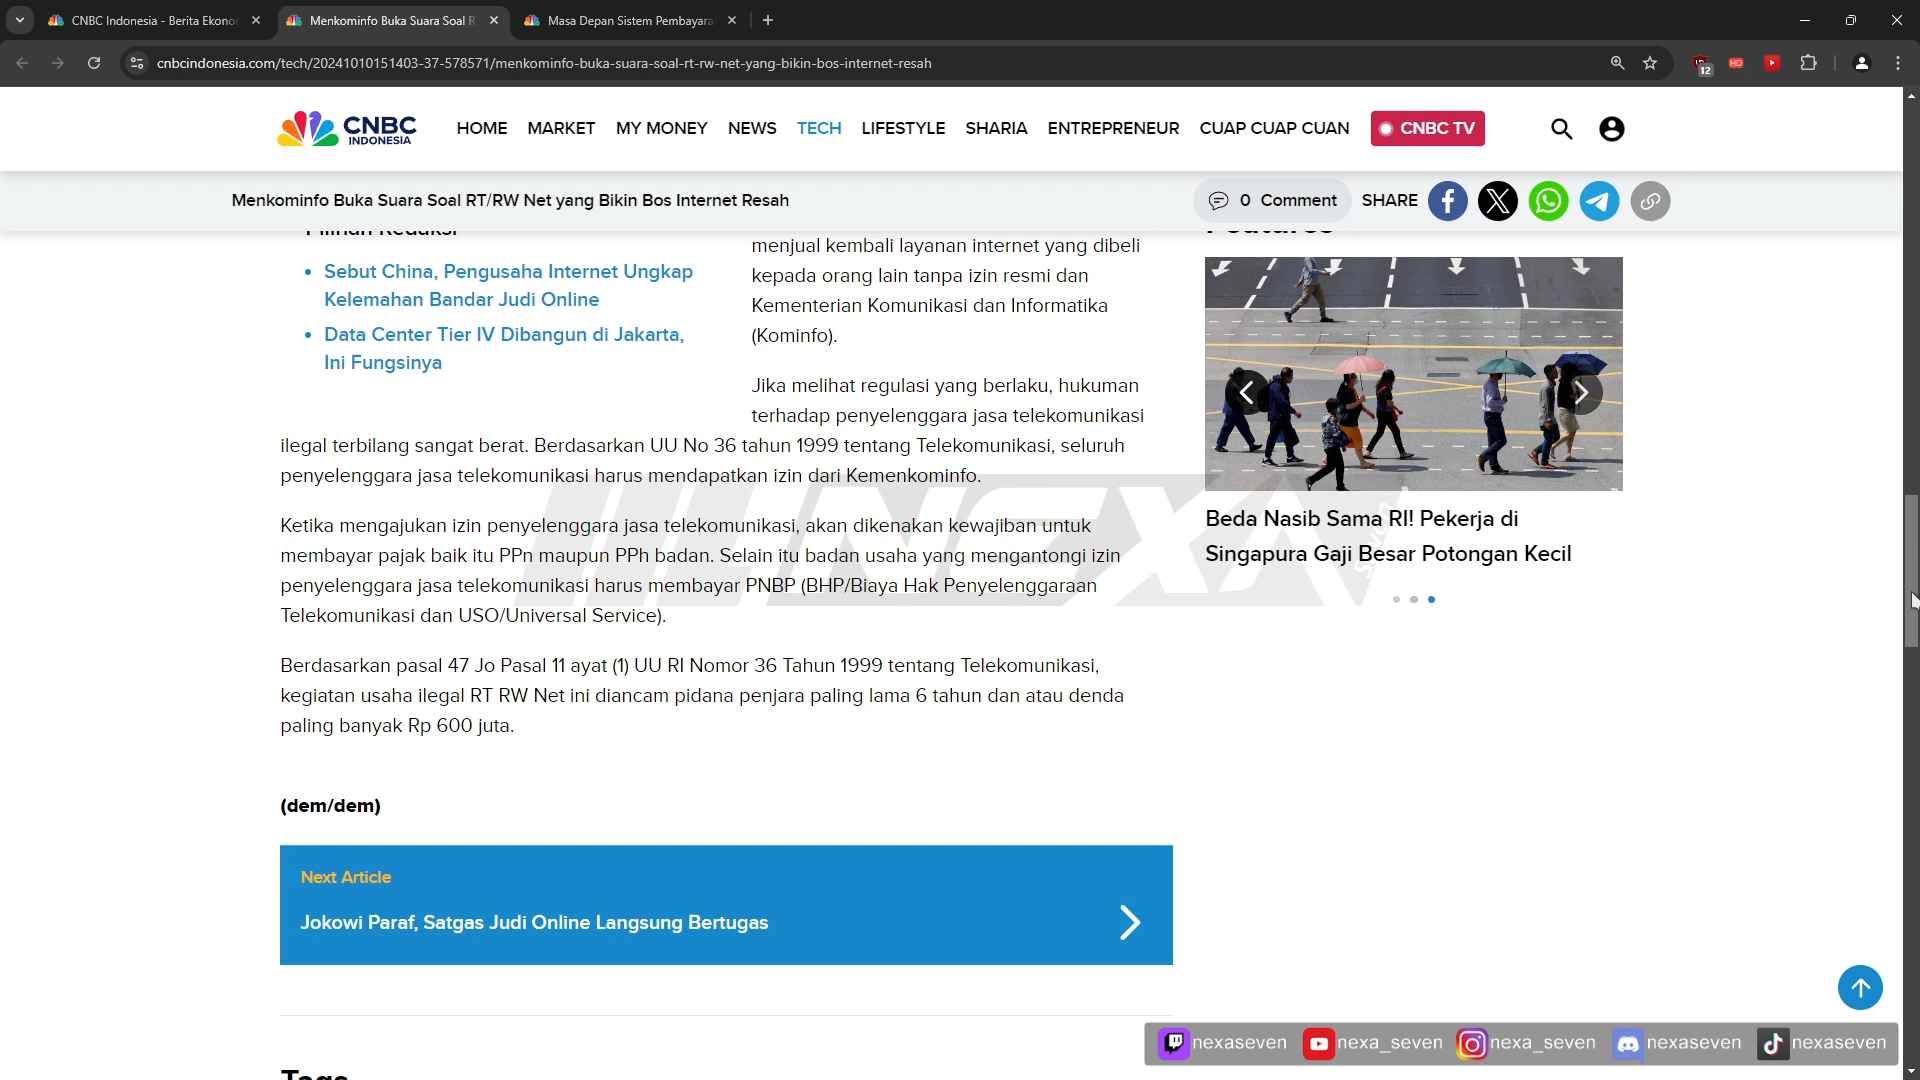 CNBC Indonesia - Berita Ekono
Menkominfo Buka Suara Soal R
Masa Depan Sistem Pembayara
cnbcindonesia.com/tech/20241010151403-37-578571/menkominfo-buka-suara-soal-rt-rw-net-yang-bikin-bos-internet-resah
12
HD
CNBC
INDONESIA
HOME MARKET MY MONEY NEWS TECH LIFESTYLE SHARIA ENTREPRENEUR CUAP CUAP CUAN CNBC TV
Menkominfo Buka Suara Soal RT/RW Net yang Bikin Bos Internet Resah
0 Comment SHARE
Pilihan Redaksi
Sebut China, Pengusaha Internet Ungkap
Kelemahan Bandar Judi Online
Data Center Tier IV Dibangun di Jakarta,
Ini Fungsinya
menjual kembali layanan internet yang dibeli
kepada orang lain tanpa izin resmi dan
Kementerian Komunikasi dan Informatika
(Kominfo).
Jika melihat regulasi yang berlaku, hukuman
terhadap penyelenggara jasa telekomunikasi
ilegal terbilang sangat berat. Berdasarkan UU No 36 tahun 1999 tentang Telekomunikasi, seluruh
penyelenggara jasa telekomunikasi harus mendapatkan izin dari Kemenkominfo.
Ketika mengajukan izin penyelenggara jasa telekomunikasi, akan dikenakan kewajiban untuk
membayar pajak baik itu PPn maupun PPh badan. Selain itu badan usaha yang mengantongi izin
penyelenggara jasa telekomunikasi harus membayar PNBP (BHP/Biaya Hak Penyelenggaraan
Telekomunikasi dan USO/Universal Service).
Berdasarkan pasal 47 Jo Pasal 11 ayat (1) UU RI Nomor 36 Tahun 1999 tentang Telekomunikasi,
kegiatan usaha ilegal RT RW Net ini diancam pidana penjara paling lama 6 tahun dan atau denda
paling banyak Rp 600 juta.
(dem/dem)
Next Article
Jokowi Paraf, Satgas Judi Online Langsung Bertugas
Tags
Features
Beda Nasib Sama RI! Pekerja di
Singapura Gaji Besar Potongan Kecil
NEXA
Seven
nexaseven nexa_seven nexa_seven nexaseven nexaseven